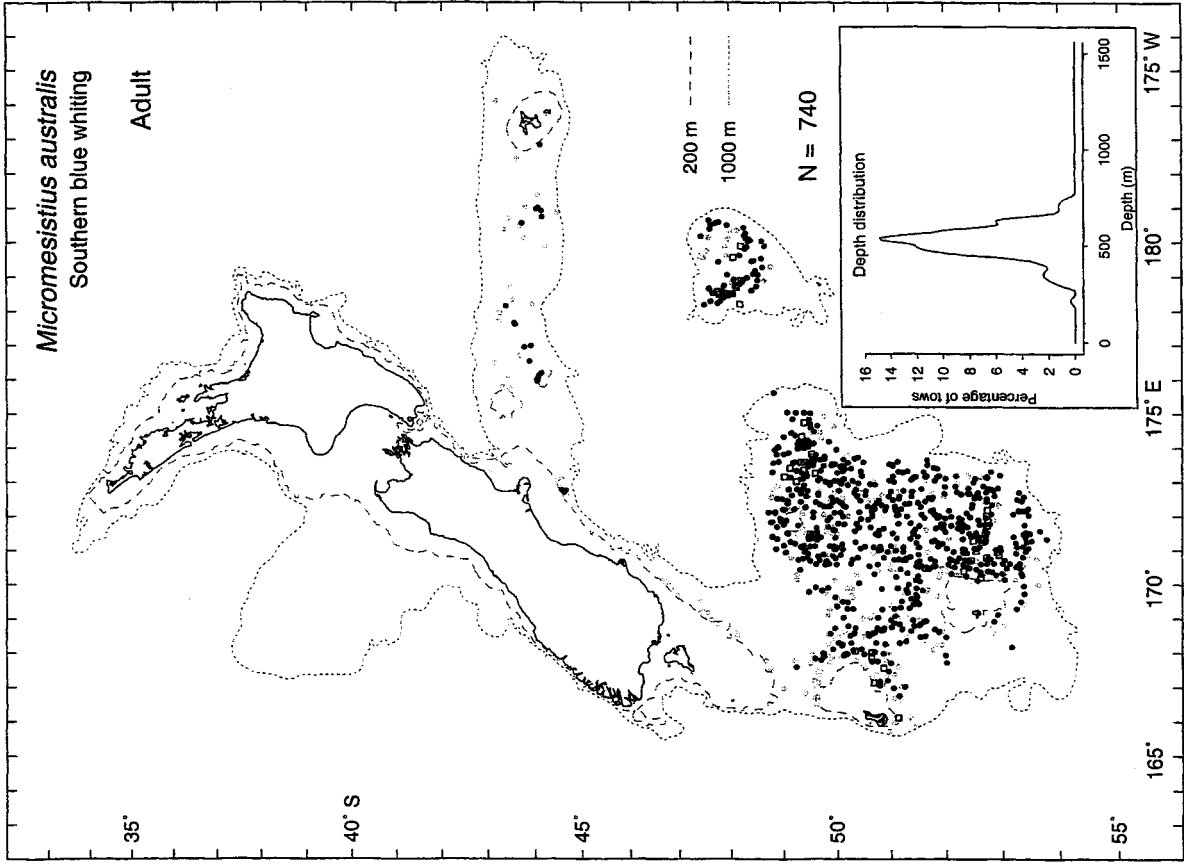 Micromesistius australis
Southern blue whiting
Adult
35°
40° S
45°
50°
55°
165°
170°
175° E
180°
175° W
200 m
1000 m
N = 740
Depth distribution
Percentage of tows
16
14
12
10
8
6
4
2
0
0
500
1000
1500
Depth (m)